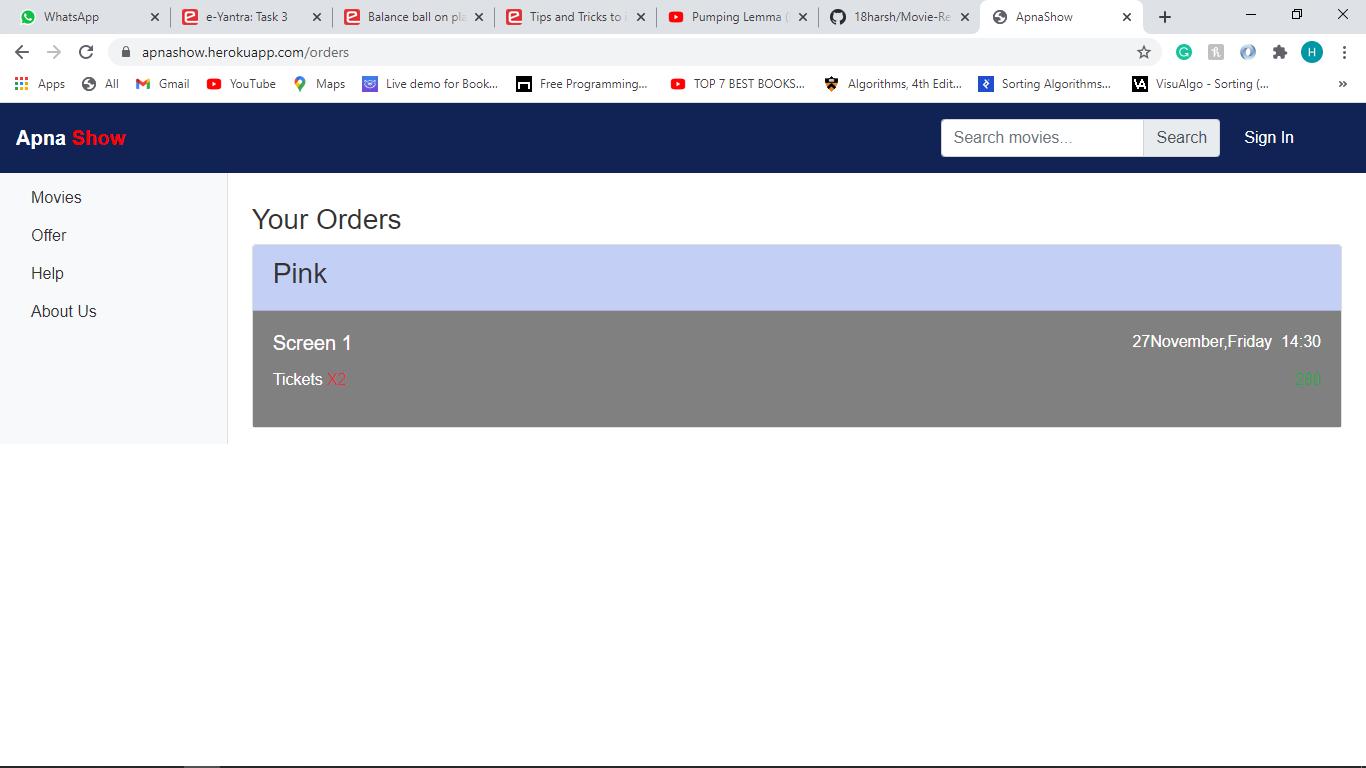 WhatsApp
e-Yantra: Task 3
Balance ball on pla
Tips and Tricks to i
Pumping Lemma (
18harsh/Movie-Re
ApnaShow
apnashow.herokuapp.com/orders
H
Apps
All
Gmail
YouTube
Maps
Live demo for Book...
Free Programming...
TOP 7 BEST BOOKS...
Algorithms, 4th Edit...
Sorting Algorithms...
VisuAlgo - Sorting (...
Apna Show
Search movies...
Search
Sign In
Movies
Offer
Help
About Us
Your Orders
Pink
Screen 1
27November,Friday 14:30
Tickets X2
280